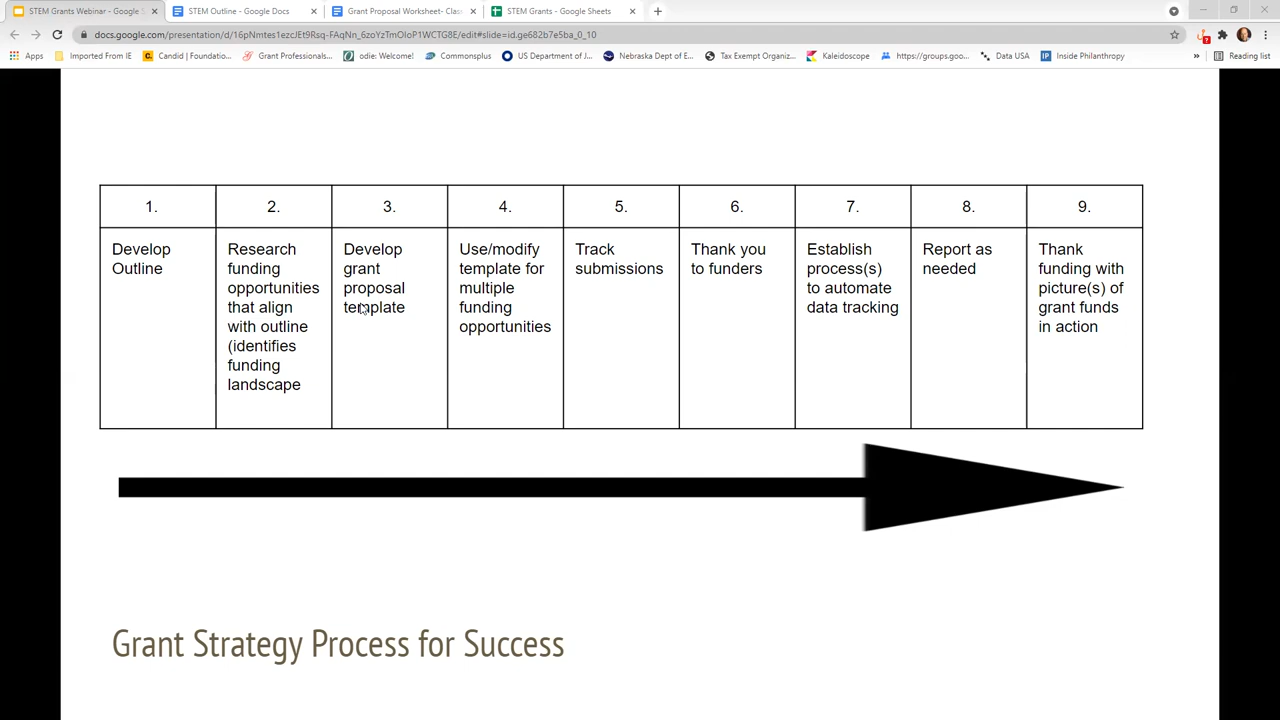 STEM Grants Webinar - Google S
STEM Outline - Google Docs
Grant Proposal Worksheet- Clas
STEM Grants - Google Sheets
docs.google.com/presentation/d/16pNmtes1ezcJEt9Rsq-FAqNn_6zoYzTmOIoP1WCTG8E/edit#slide=id.ge682b7e5ba_0_10
7
Apps
Imported From IE
Candid | Foundatio...
Grant Professionals...
odie: Welcome!
Commonsplus
US Department of J...
Nebraska Dept of E...
Tax Exempt Organiz...
Kaleidoscope
https://groups.goo...
Data USA
Inside Philanthropy
»
Reading list
1.
Develop
Outline
2.
Research
funding
opportunities
that align
with outline
(identifies
funding
landscape
3.
Develop
grant
proposal
template
4.
Use/modify
template for
multiple
funding
opportunities
5.
Track
submissions
6.
Thank you
to funders
7.
Establish
process(s)
to automate
data tracking
8.
Report as
needed
9.
Thank
funding with
picture(s) of
grant funds
in action
Grant Strategy Process for Success